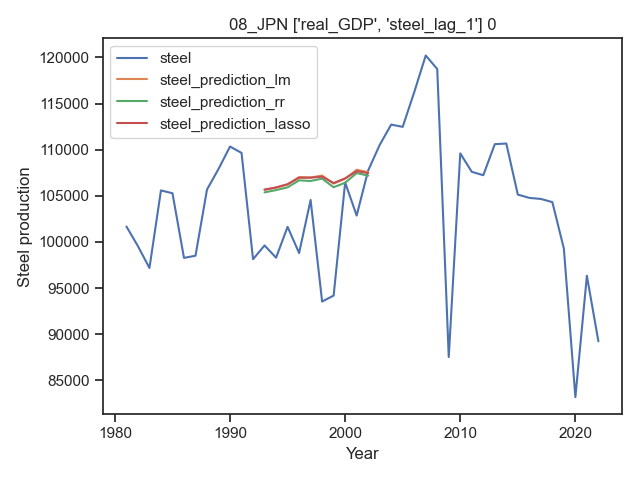 08_JPN ['real_GDP', 'steel_lag_1'] 0
steel
steel_prediction_lm
steel_prediction_rr
steel_prediction_lasso
Steel production
120000
115000
110000
105000
100000
95000
90000
85000
1980
1990
2000
2010
2020
Year